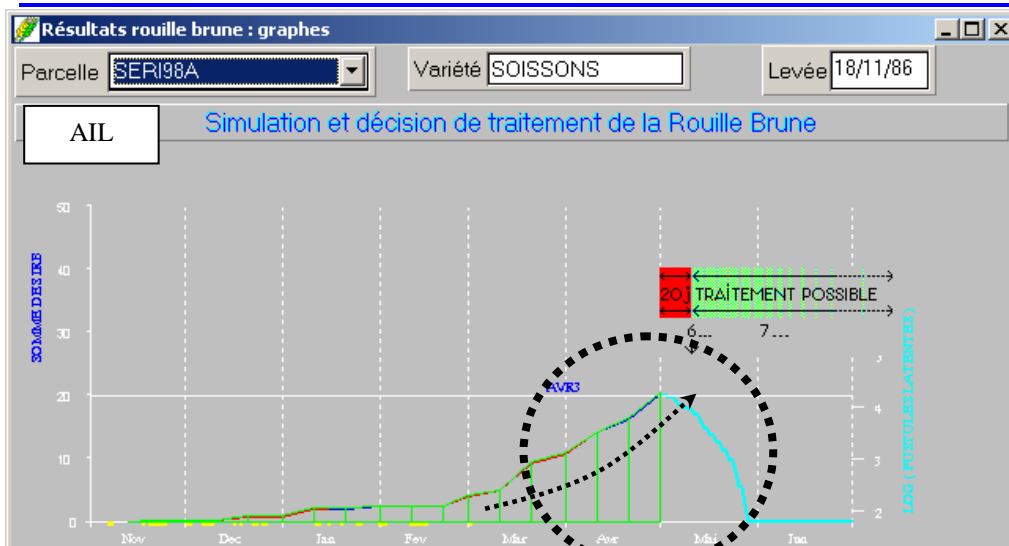 Résultats rouille brune : graphes
Parcelle SERI98A Variété SOISSONS Levée 18/11/86
AIL
Simulation et décision de traitement de la Rouille Brune
SOMME DES IRB
50
40
30
20
10
0
20 j TRAITEMENT POSSIBLE
6... 7...
AVR3
LOG ( PUSTULES LATENTES )
4
3
2
Nov Dec Jan Fev Mar Avr Mai Jun